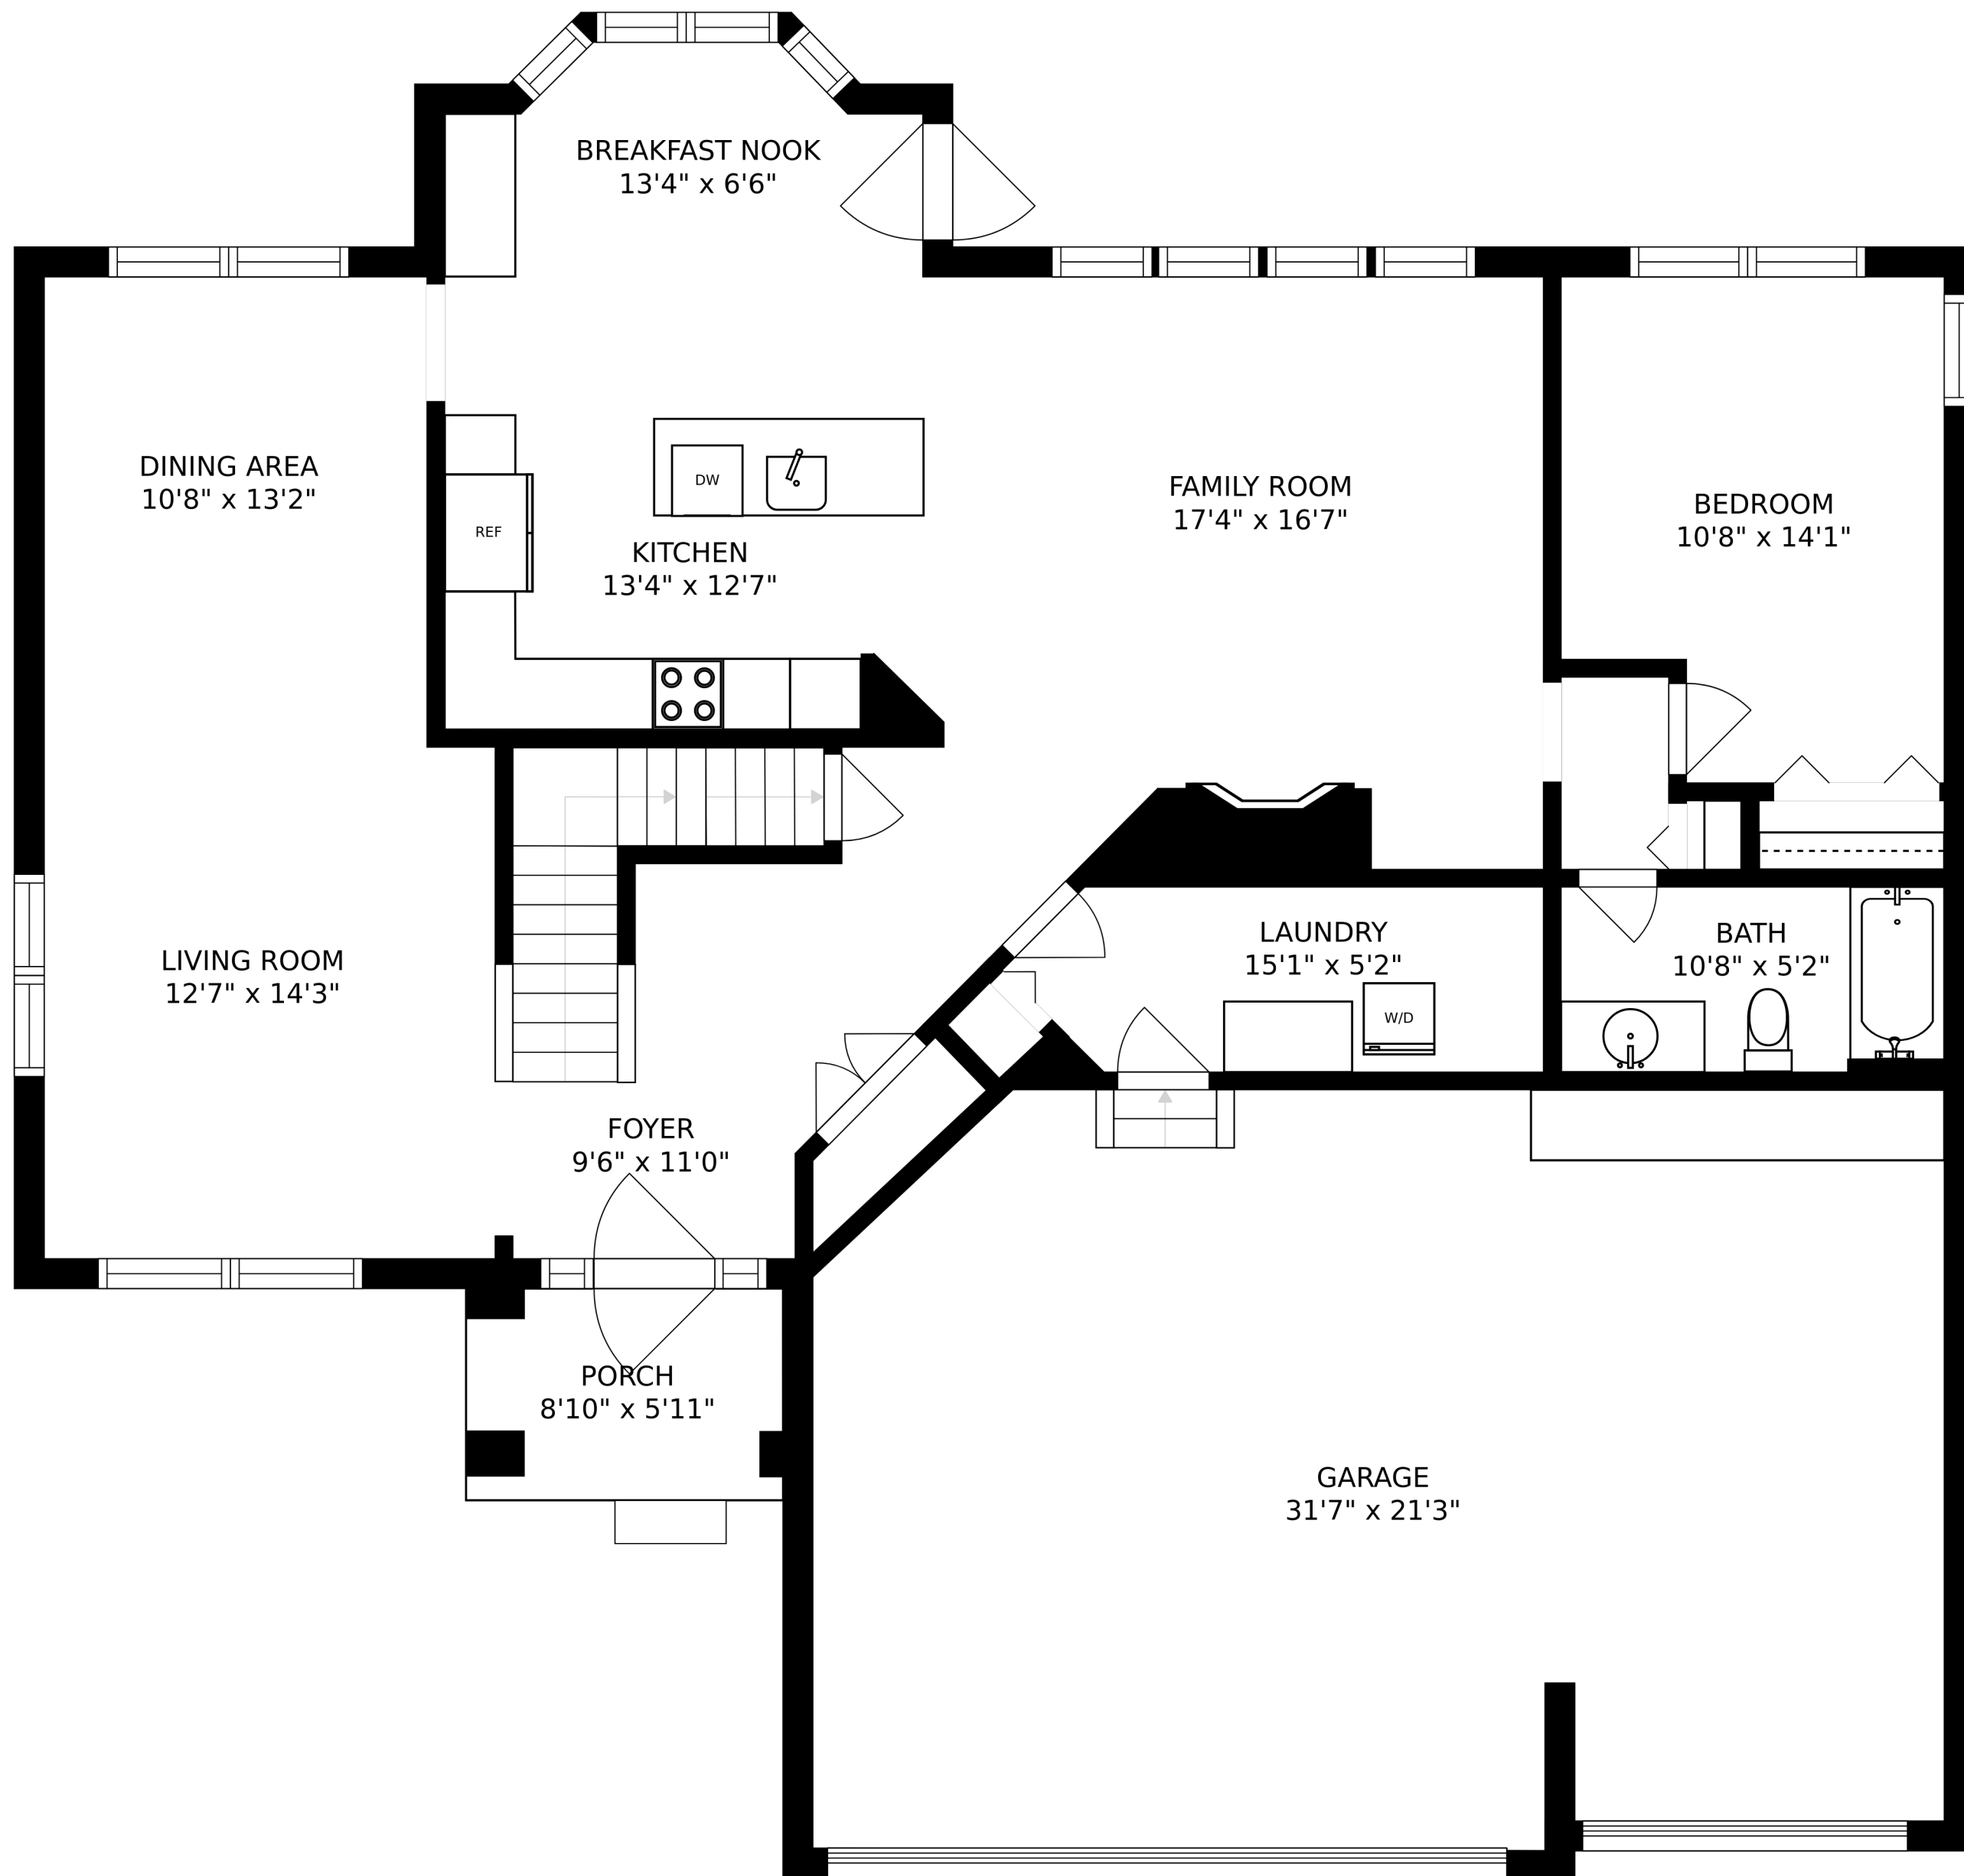 BREAKFAST NOOK
13'4" x 6'6"
DINING AREA
10'8" x 13'2"
DW
REF
KITCHEN
13'4" x 12'7"
FAMILY ROOM
17'4" x 16'7"
BEDROOM
10'8" x 14'1"
LIVING ROOM
12'7" x 14'3"
LAUNDRY
15'1" x 5'2"
W/D
BATH
10'8" x 5'2"
FOYER
9'6" x 11'0"
PORCH
8'10" x 5'11"
GARAGE
31'7" x 21'3"